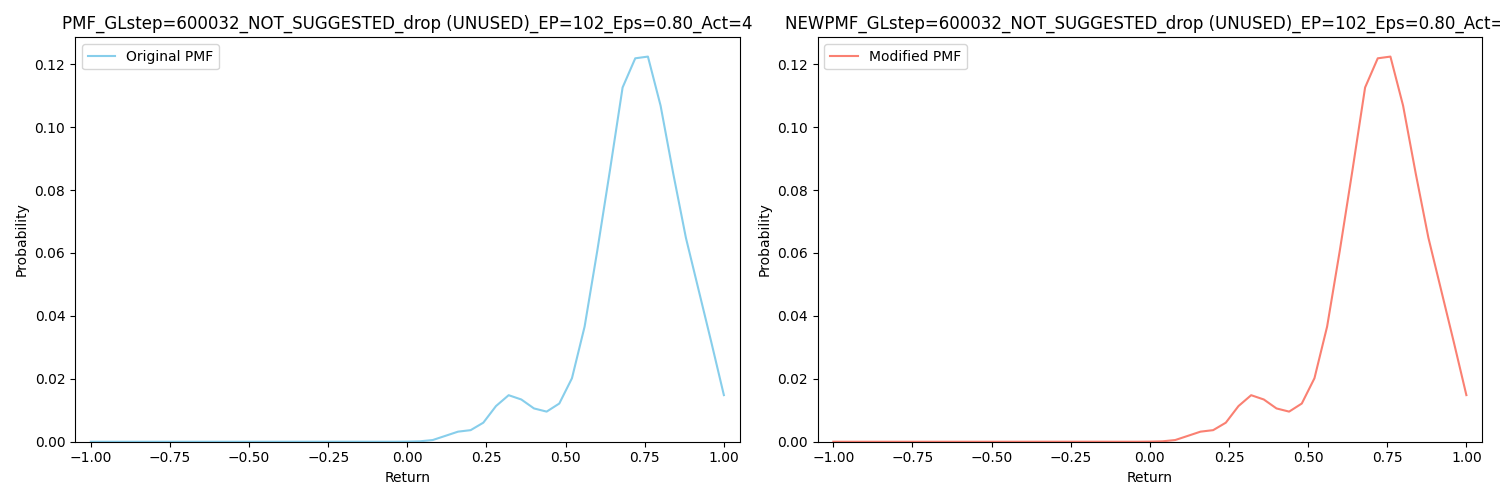 PMF_GLstep=600032_NOT_SUGGESTED_drop (UNUSED)_EP=102_Eps=0.80_Act=4
Original PMF
Probability
0.12
0.10
0.08
0.06
0.04
0.02
0.00
−1.00 −0.75 −0.50 −0.25 0.00 0.25 0.50 0.75 1.00
Return
NEWPMF_GLstep=600032_NOT_SUGGESTED_drop (UNUSED)_EP=102_Eps=0.80_Act=
Modified PMF
Probability
0.12
0.10
0.08
0.06
0.04
0.02
0.00
−1.00 −0.75 −0.50 −0.25 0.00 0.25 0.50 0.75 1.00
Return